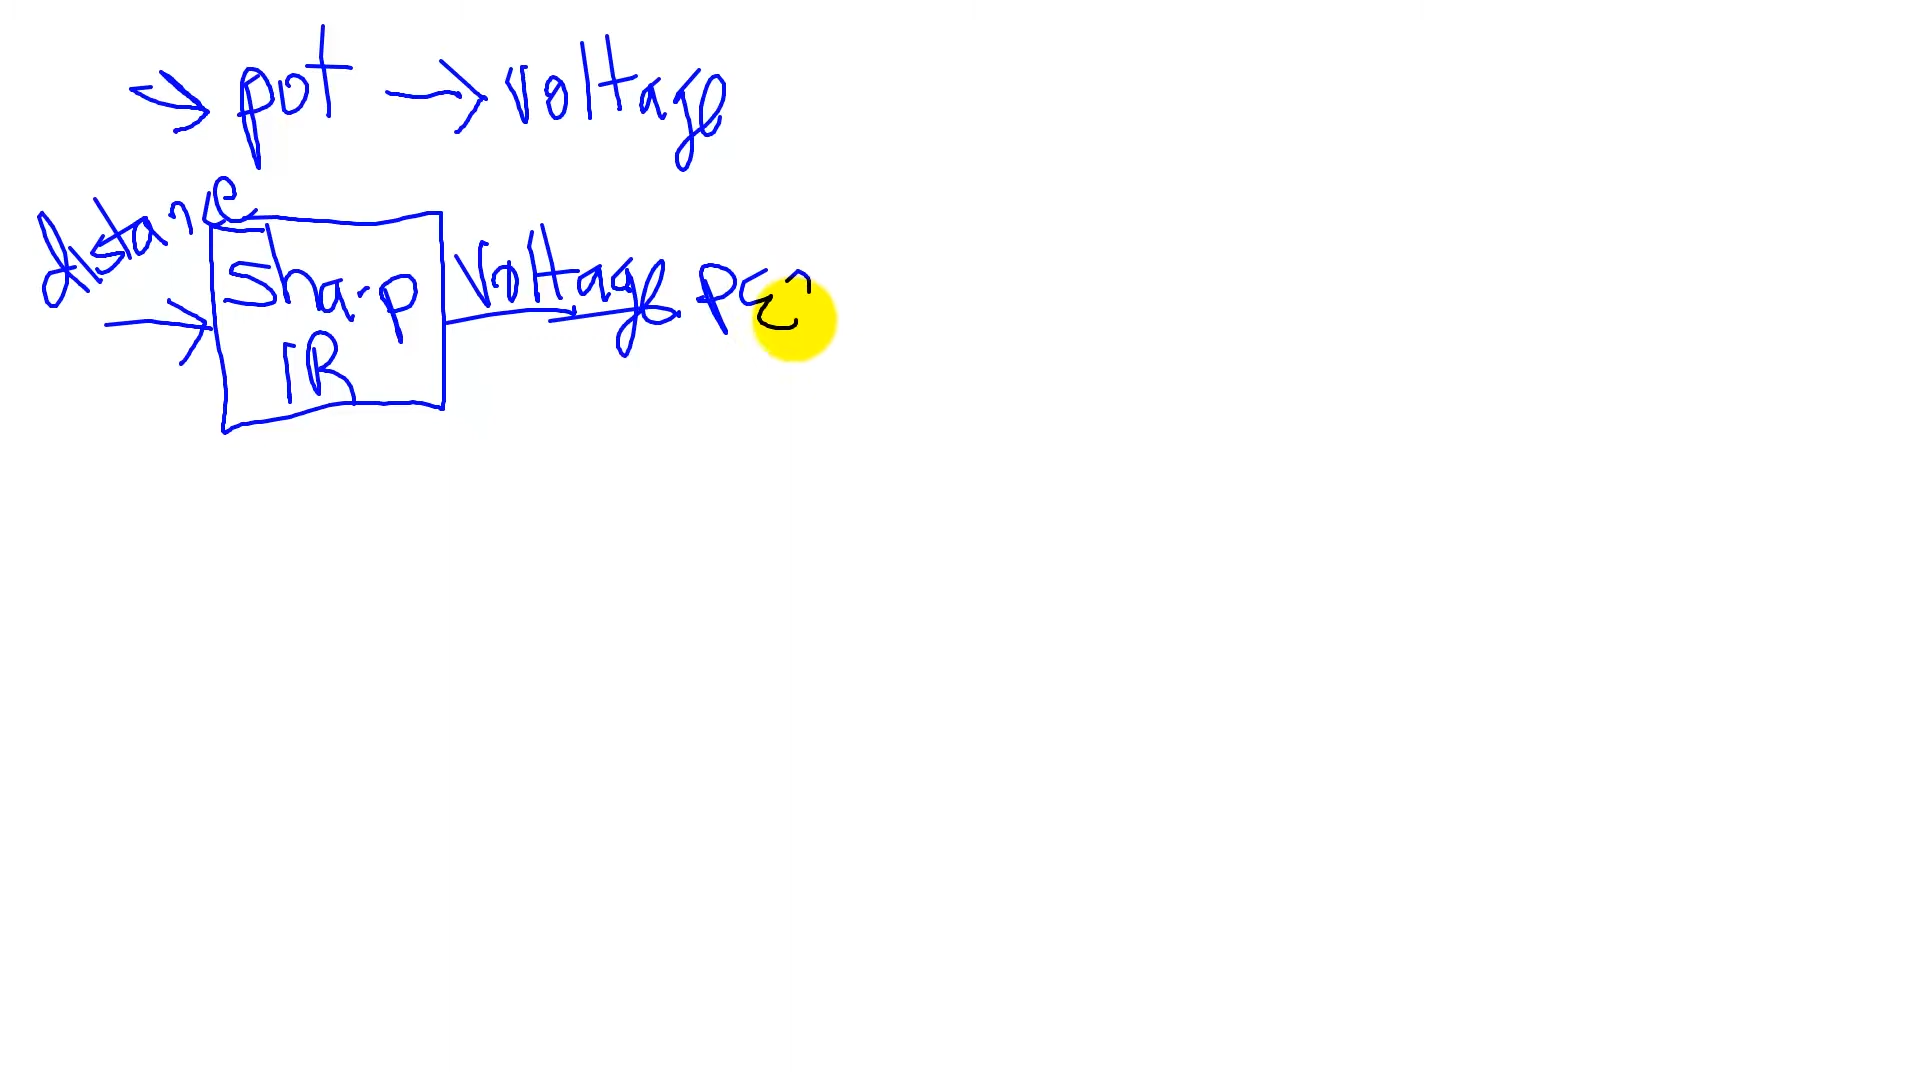 → pot → voltage
distance
Sharp Voltage
IR